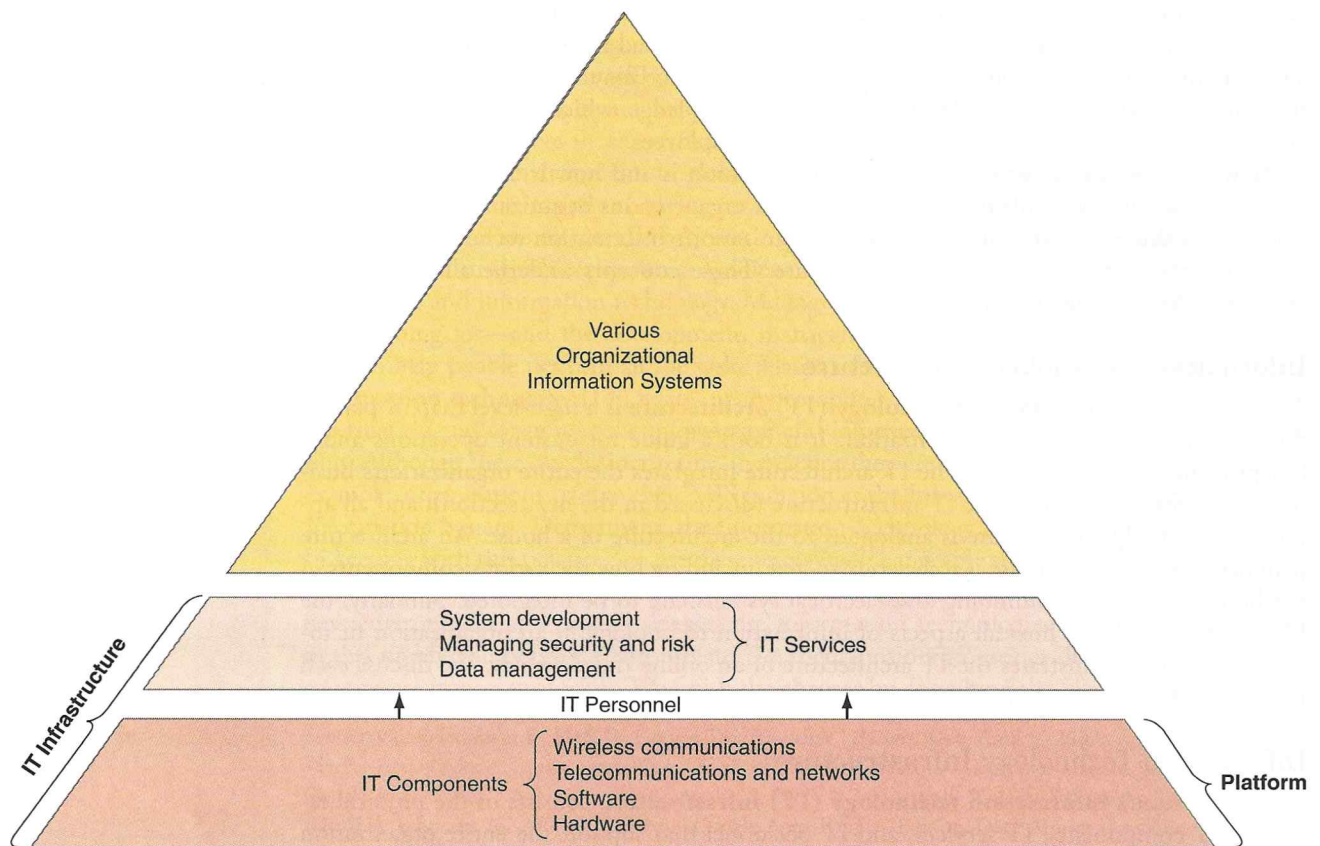 Various
Organizational
Information Systems
System development
Managing security and risk
Data management
IT Services
IT Infrastructure
IT Personnel
IT Components
Wireless communications
Telecommunications and networks
Software
Hardware
Platform